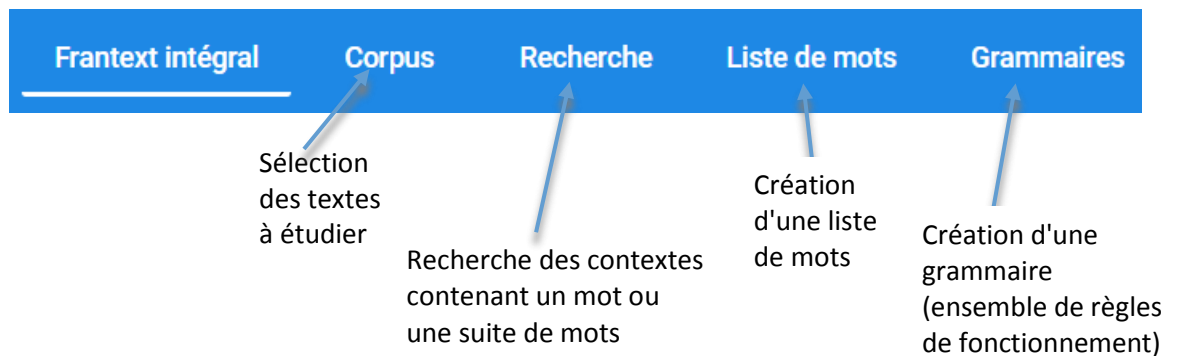 Frantext intégral Corpus Recherche Liste de mots Grammaires
Sélection
des textes
à étudier
Recherche des contextes
contenant un mot ou
une suite de mots
Création
d'une liste
de mots
Création d'une
grammaire
(ensemble de règles
de fonctionnement)